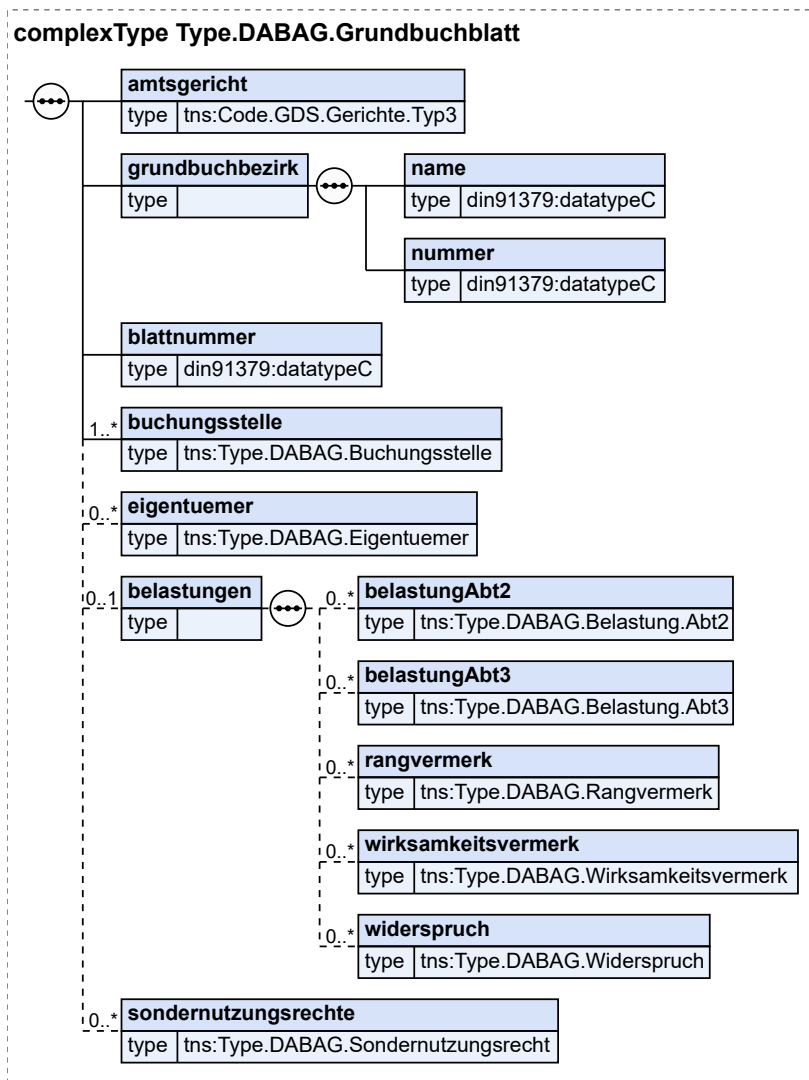 complexType Type.DABAG.Grundbuchblatt
amtsgericht
type tns:Code.GDS.Gerichte.Typ3
grundbuchbezirk
type
name
type din91379:datatypeC
nummer
type din91379:datatypeC
blattnummer
type din91379:datatypeC
1..* buchungsstelle
type tns:Type.DABAG.Buchungsstelle
0..* eigentuemer
type tns:Type.DABAG.Eigentuemer
0..1 belastungen
type
0..* belastungAbt2
type tns:Type.DABAG.Belastung.Abt2
0..* belastungAbt3
type tns:Type.DABAG.Belastung.Abt3
0..* rangvermerk
type tns:Type.DABAG.Rangvermerk
0..* wirksamkeitsvermerk
type tns:Type.DABAG.Wirksamkeitsvermerk
0..* widerspruch
type tns:Type.DABAG.Widerspruch
0..* sondernutzungsrechte
type tns:Type.DABAG.Sondernutzungsrecht